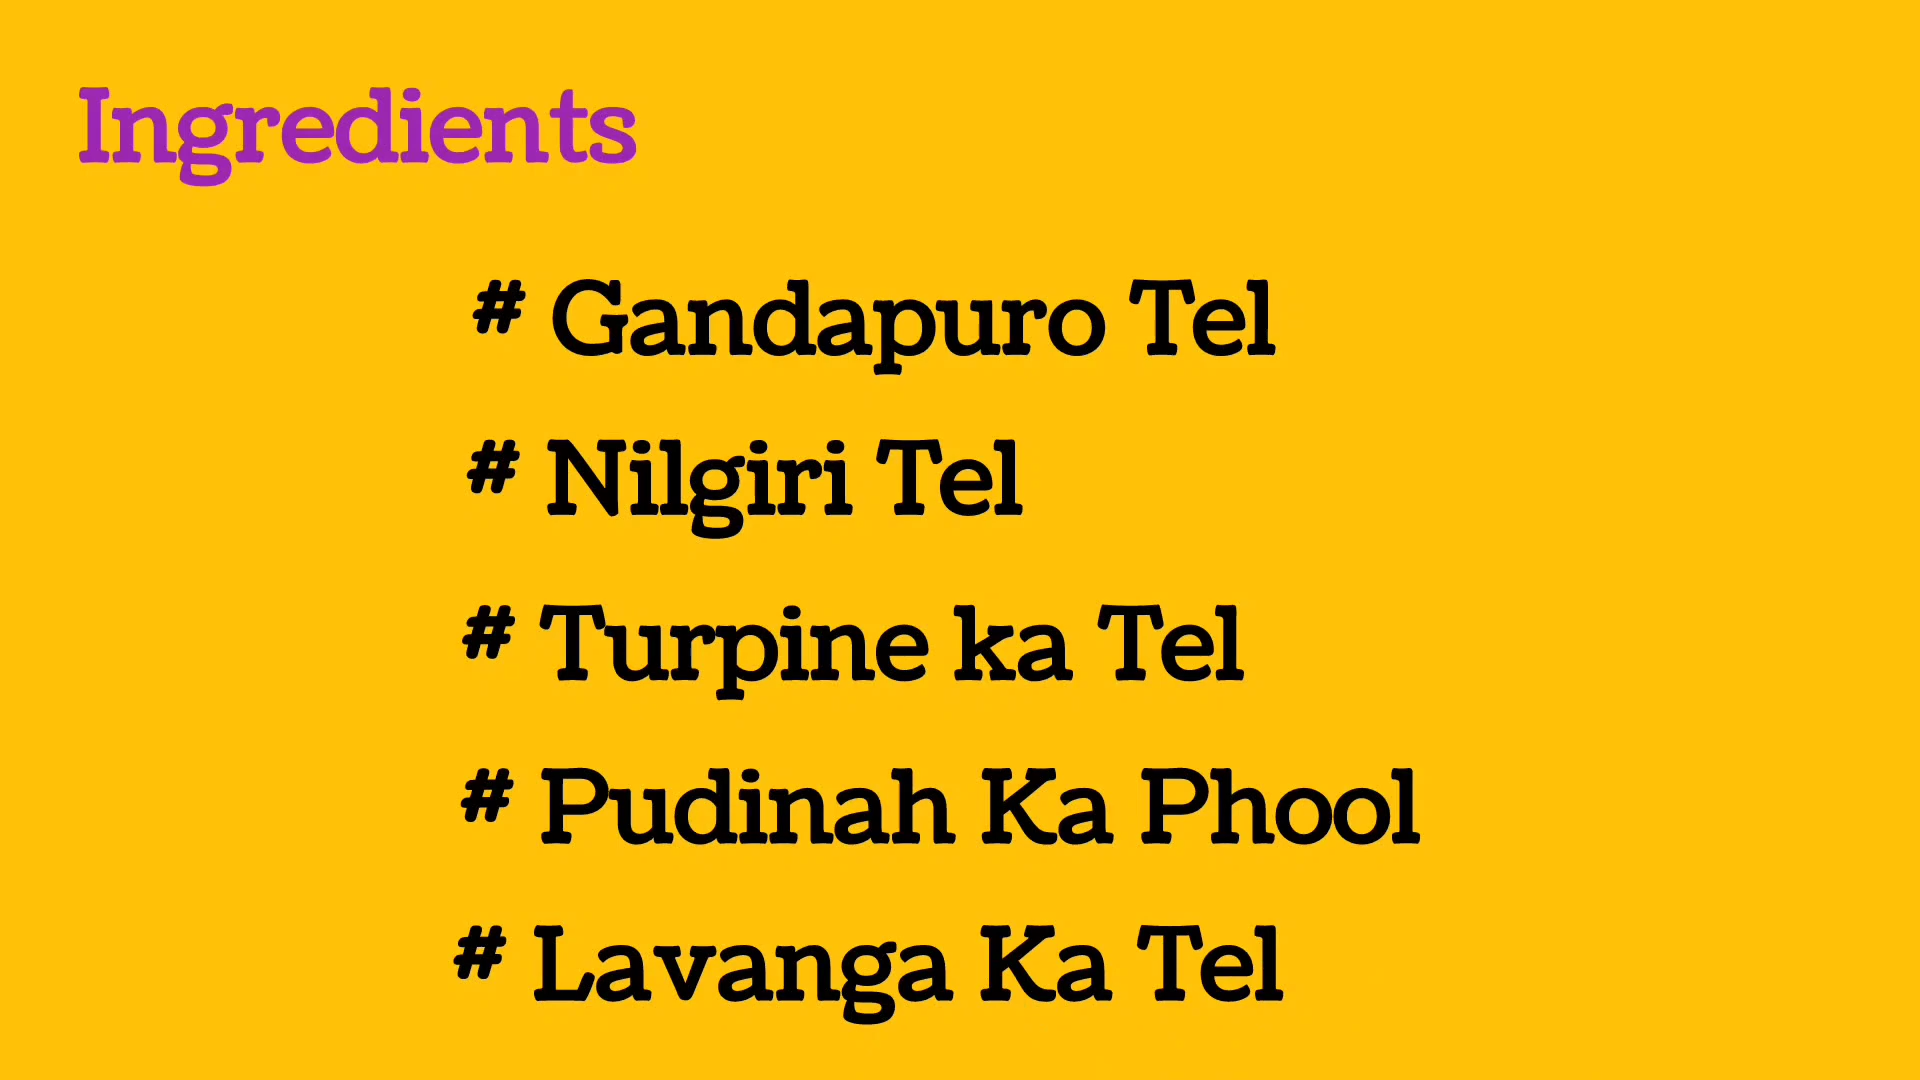 Ingredients
# Gandapuro Tel
# Nilgiri Tel
# Turpine ka Tel
# Pudinah Ka Phool
# Lavanga Ka Tel